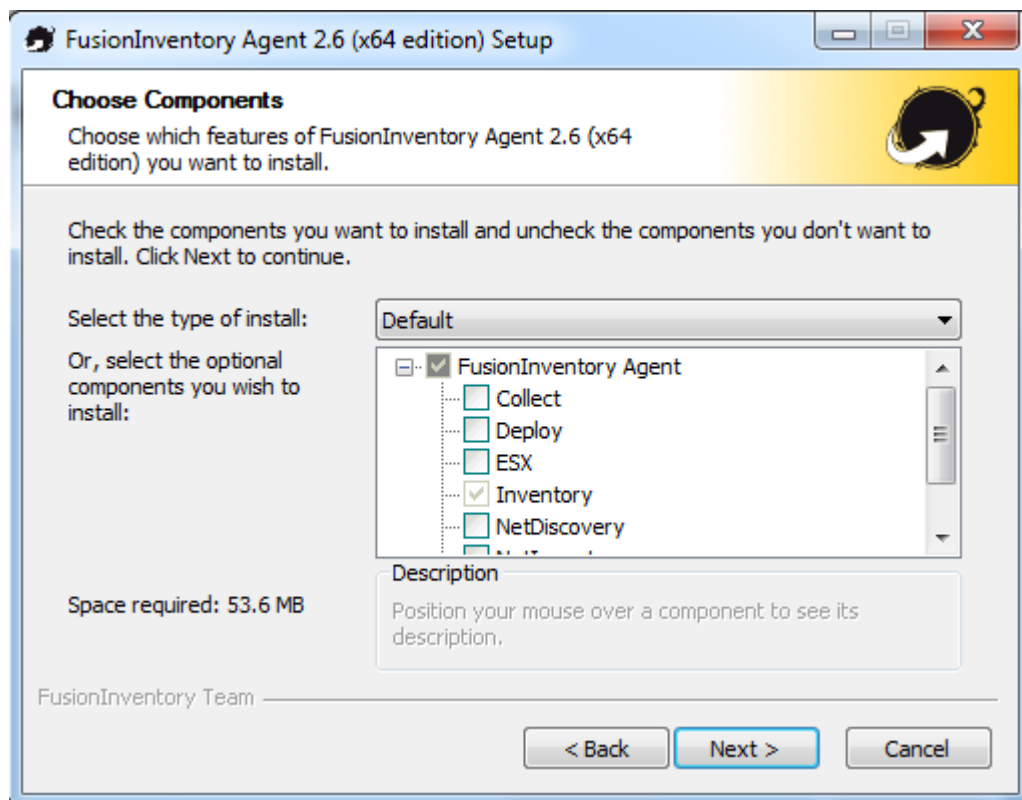 FusionInventory Agent 2.6 (x64 edition) Setup
Choose Components
Choose which features of FusionInventory Agent 2.6 (x64
edition) you want to install.
Check the components you want to install and uncheck the components you don't want to
install. Click Next to continue.
Select the type of install:
Default
Or, select the optional
components you wish to
install:
FusionInventory Agent
Collect
Deploy
ESX
Inventory
NetDiscovery
Space required: 53.6 MB
Description
Position your mouse over a component to see its
description.
FusionInventory Team
< Back
Next >
Cancel